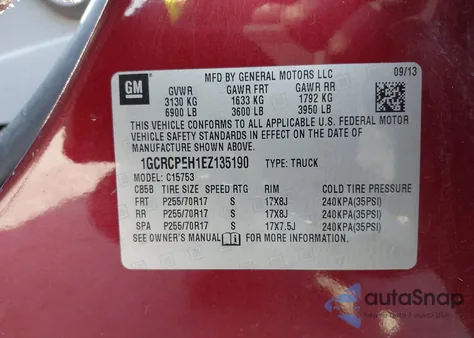 GM
MFD BY GENERAL MOTORS LLC
09/13
GVWR GAWR FRT GAWR RR
3130 KG 1633 KG 1792 KG
6900 LB 3600 LB 3950 LB
THIS VEHICLE CONFORMS TO ALL APPLICABLE U.S. FEDERAL MOTOR
VEHICLE SAFETY STANDARDS IN EFFECT ON THE DATE OF
MANUFACTURE SHOWN ABOVE.
1GCRCPEH1EZ135190 TYPE: TRUCK
MODEL: C15753
CB5B TIRE SIZE SPEED RTG RIM COLD TIRE PRESSURE
FRT P255/70R17 S 17X8J 240KPA(35PSI)
RR P255/70R17 S 17X8J 240KPA(35PSI)
SPA P255/70R17 S 17X7.5J 240KPA(35PSI)
SEE OWNER'S MANUAL FOR MORE INFORMATION.
autoSnap